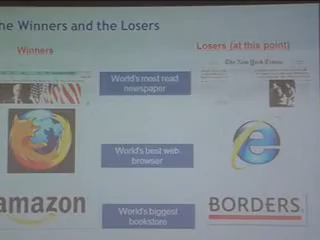 he Winners and the Losers
Winners
Losers (at this point)
World's most read
newspaper
The New York Times
World's best web
browser
World's biggest
bookstore
amazon
BORDERS.